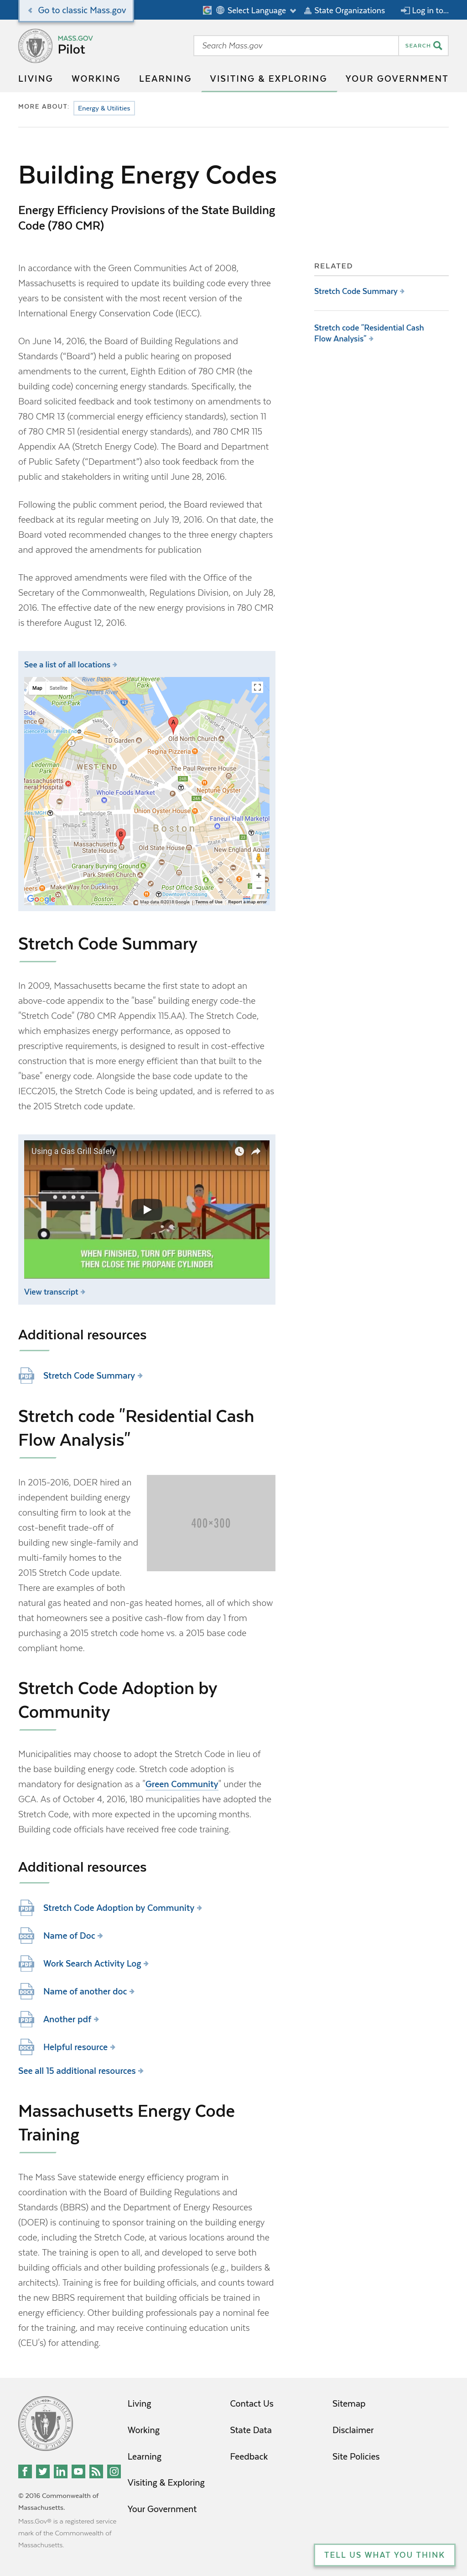 Go to classic Mass.gov
Select Language
State Organizations
Log in to...
MASS.GOV
Pilot
Search Mass.gov
SEARCH
LIVING
WORKING
LEARNING
VISITING & EXPLORING
YOUR GOVERNMENT
MORE ABOUT:
Energy & Utilities
Building Energy Codes
Energy Efficiency Provisions of the State Building
Code (780 CMR)
In accordance with the Green Communities Act of 2008,
Massachusetts is required to update its building code every three
years to be consistent with the most recent version of the
International Energy Conservation Code (IECC).
On June 14, 2016, the Board of Building Regulations and
Standards ("Board") held a public hearing on proposed
amendments to the current, Eighth Edition of 780 CMR (the
building code) concerning energy standards. Specifically, the
Board solicited feedback and took testimony on amendments to
780 CMR 13 (commercial energy efficiency standards), section 11
of 780 CMR 51 (residential energy standards), and 780 CMR 115
Appendix AA (Stretch Energy Code). The Board and Department
of Public Safety ("Department") also took feedback from the
public and stakeholders in writing until June 28, 2016.
Following the public comment period, the Board reviewed that
feedback at its regular meeting on July 19, 2016. On that date, the
Board voted recommended changes to the three energy chapters
and approved the amendments for publication
The approved amendments were filed with the Office of the
Secretary of the Commonwealth, Regulations Division, on July 28,
2016. The effective date of the new energy provisions in 780 CMR
is therefore August 12, 2016.
RELATED
Stretch Code Summary
Stretch code "Residential Cash
Flow Analysis"
See a list of all locations
Map
Satellite
A
Old North Church
TD Garden
Regina Pizzeria
WEST END
The Paul Revere House
Whole Foods Market
Neptune Oyster
Union Oyster House
Faneuil Hall Marketplace
Boston
B
Massachusetts
State House
Old State House
New England Aquar
Granary Burying Ground
Park Street Church
Make Way for Ducklings
Post Office Square
Google
Map data ©2016 Google
Terms of Use
Report a map error
Stretch Code Summary
In 2009, Massachusetts became the first state to adopt an
above-code appendix to the "base" building energy code-the
"Stretch Code" (780 CMR Appendix 115.AA). The Stretch Code,
which emphasizes energy performance, as opposed to
prescriptive requirements, is designed to result in cost-effective
construction that is more energy efficient than that built to the
"base" energy code. Alongside the base code update to the
IECC2015, the Stretch Code is being updated, and is referred to as
the 2015 Stretch code update.
Using a Gas Grill Safely
WHEN FINISHED, TURN OFF BURNERS,
THEN CLOSE THE PROPANE CYLINDER
View transcript
Additional resources
PDF
Stretch Code Summary
Stretch code "Residential Cash
Flow Analysis"
In 2015-2016, DOER hired an
independent building energy
consulting firm to look at the
cost-benefit trade-off of
building new single-family and
multi-family homes to the
2015 Stretch Code update.
There are examples of both
natural gas heated and non-gas heated homes, all of which show
that homeowners see a positive cash-flow from day 1 from
purchasing a 2015 stretch code home vs. a 2015 base code
compliant home.
400×300
Stretch Code Adoption by
Community
Municipalities may choose to adopt the Stretch Code in lieu of
the base building energy code. Stretch code adoption is
mandatory for designation as a "Green Community" under the
GCA. As of October 4, 2016, 180 municipalities have adopted the
Stretch Code, with more expected in the upcoming months.
Building code officials have received free code training.
Additional resources
PDF
Stretch Code Adoption by Community
DOCX
Name of Doc
PDF
Work Search Activity Log
DOCX
Name of another doc
PDF
Another pdf
DOCX
Helpful resource
See all 15 additional resources
Massachusetts Energy Code
Training
The Mass Save statewide energy efficiency program in
coordination with the Board of Building Regulations and
Standards (BBRS) and the Department of Energy Resources
(DOER) is continuing to sponsor training on the building energy
code, including the Stretch Code, at various locations around the
state. The training is open to all, and developed to serve both
building officials and other building professionals (e.g., builders &
architects). Training is free for building officials, and counts toward
the new BBRS requirement that building officials be trained in
energy efficiency. Other building professionals pay a nominal fee
for the training, and may receive continuing education units
(CEU's) for attending.
Living
Working
Learning
Visiting & Exploring
Your Government
Contact Us
State Data
Feedback
Sitemap
Disclaimer
Site Policies
© 2016 Commonwealth of
Massachusetts.
Mass.Gov® is a registered service
mark of the Commonwealth of
Massachusetts.
TELL US WHAT YOU THINK